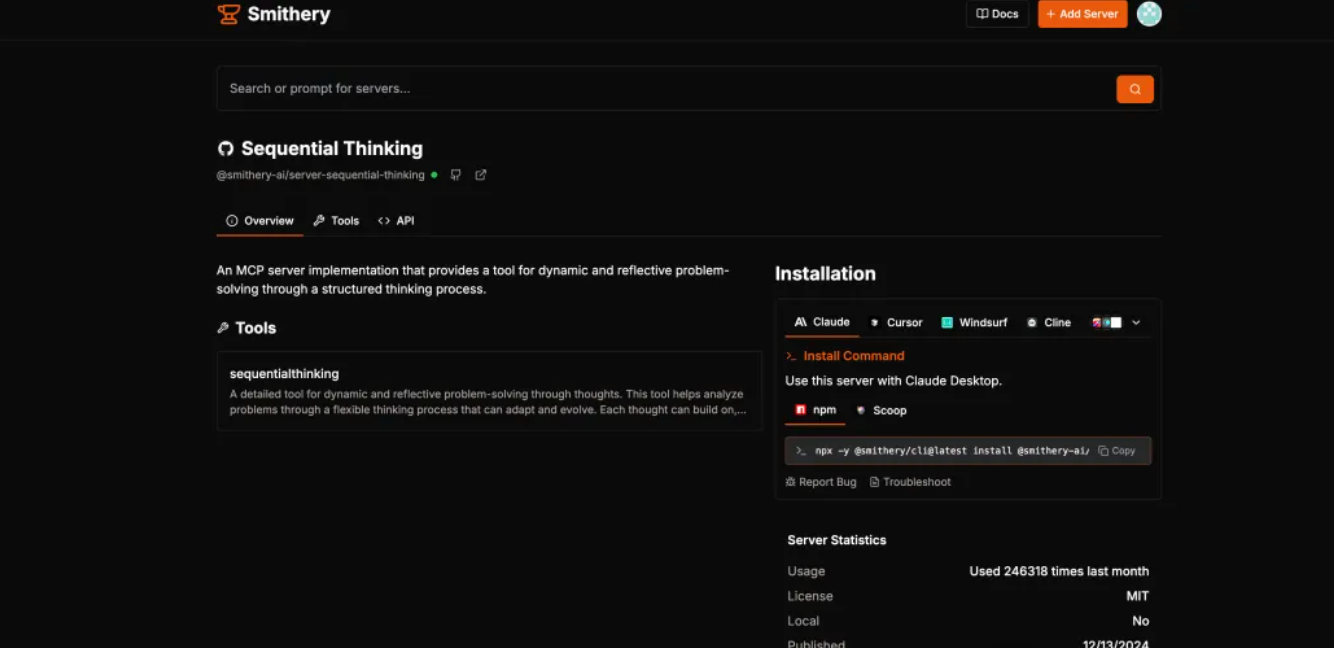 Smithery
Docs
+ Add Server
Search or prompt for servers...
Sequential Thinking
@smithery-ai/server-sequential-thinking
Overview
Tools
<> API
An MCP server implementation that provides a tool for dynamic and reflective problem-
solving through a structured thinking process.
Tools
sequentialthinking
A detailed tool for dynamic and reflective problem-solving through thoughts. This tool helps analyze
problems through a flexible thinking process that can adapt and evolve. Each thought can build on,...
Installation
Claude
Cursor
Windsurf
Cline
>_ Install Command
Use this server with Claude Desktop.
npm
Scoop
>_ npx -y @smithery/cli@latest install @smithery-ai/
Copy
Report Bug
Troubleshoot
Server Statistics
Usage Used 246318 times last month
License MIT
Local No
Published 12/13/2024